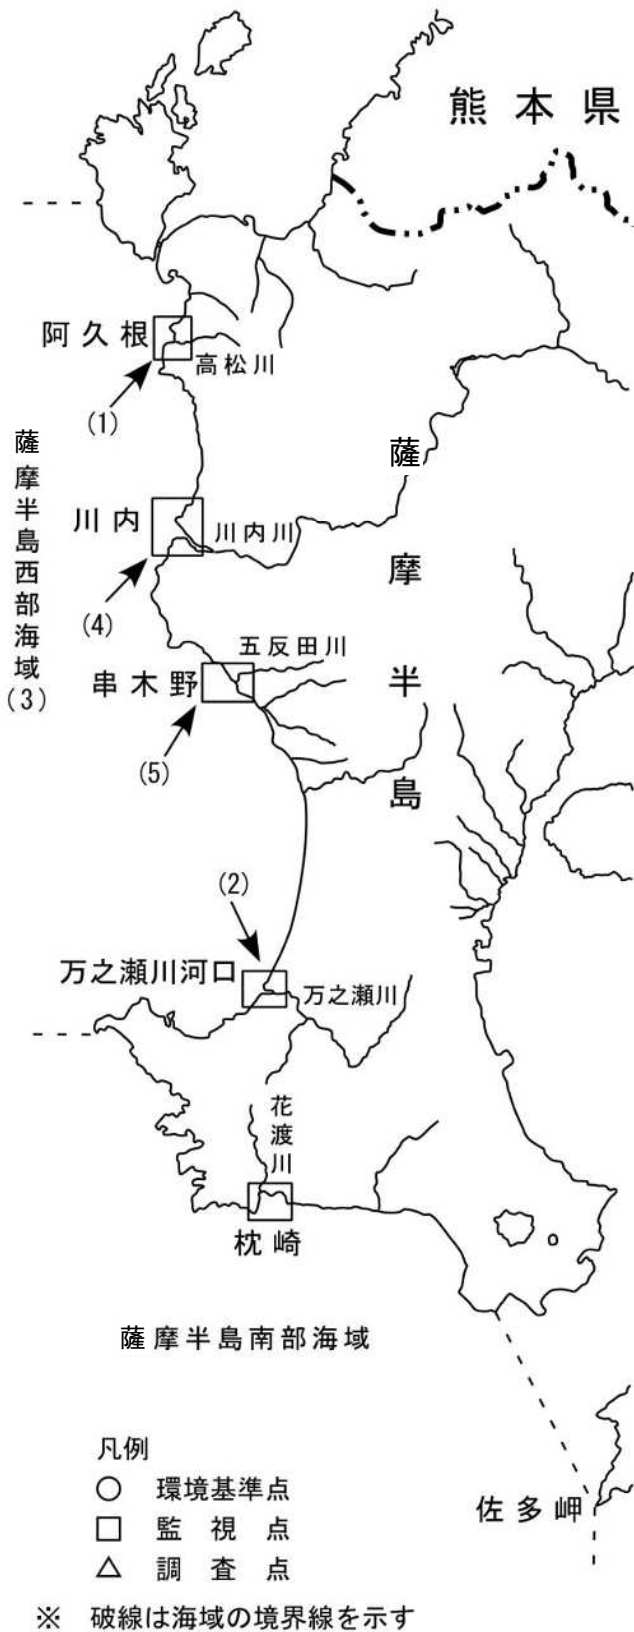 熊本県
阿久根
高松川
(1)
薩摩半島西部海域
(3)
薩摩半島
川内
川内川
(4)
五反田川
串木野
(5)
(2)
万之瀬川河口
万之瀬川
花渡川
枕崎
薩摩半島南部海域
佐多岬
凡例
○ 環境基準点
□ 監視点
△ 調査点
※ 破線は海域の境界線を示す